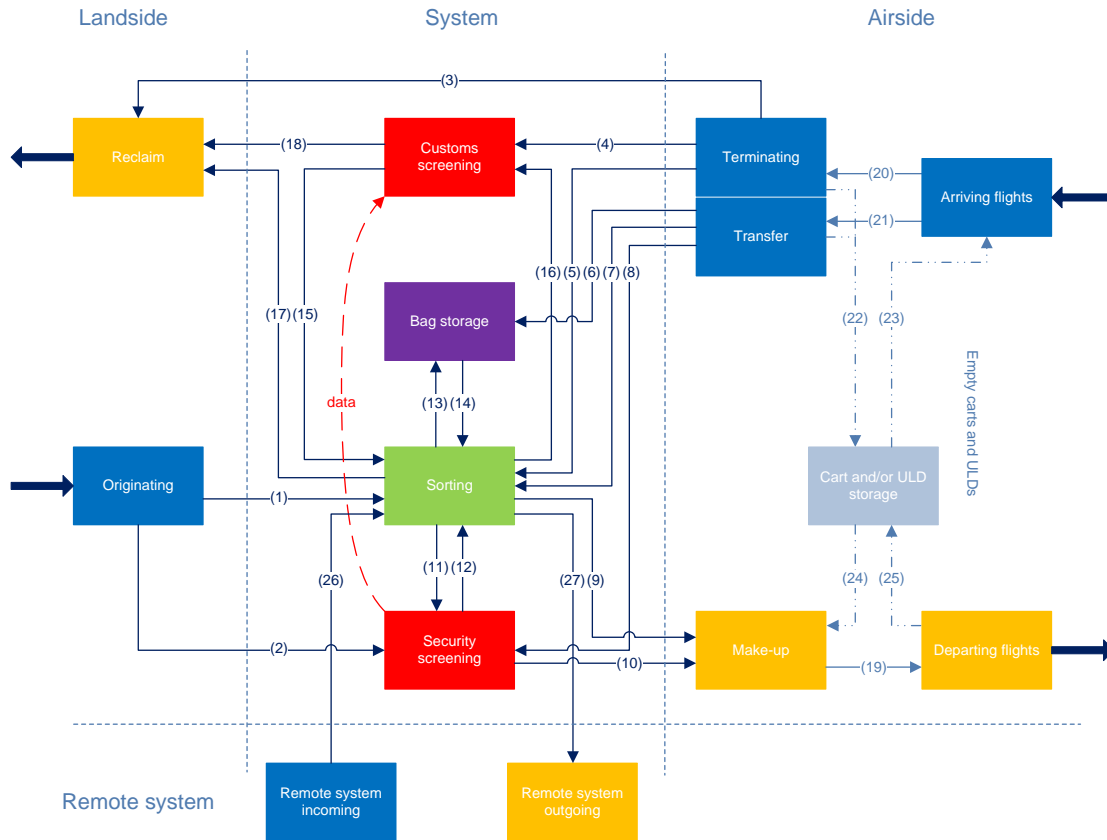 Landside
System
Airside
(3)
Reclaim
(18)
Customs
screening
(4)
Terminating
(20)
Arriving flights
(21)
Transfer
(17)
(15)
(16)
(5)
(6)
(7)
(8)
Bag storage
(22)
(23)
Empty carts and ULDs
data
(13)
(14)
Originating
(1)
Sorting
Cart and/or ULD
storage
(26)
(11)
(12)
(27)
(9)
(24)
(25)
(2)
Security
screening
(10)
Make-up
(19)
Departing flights
Remote system
Remote system
incoming
Remote system
outgoing